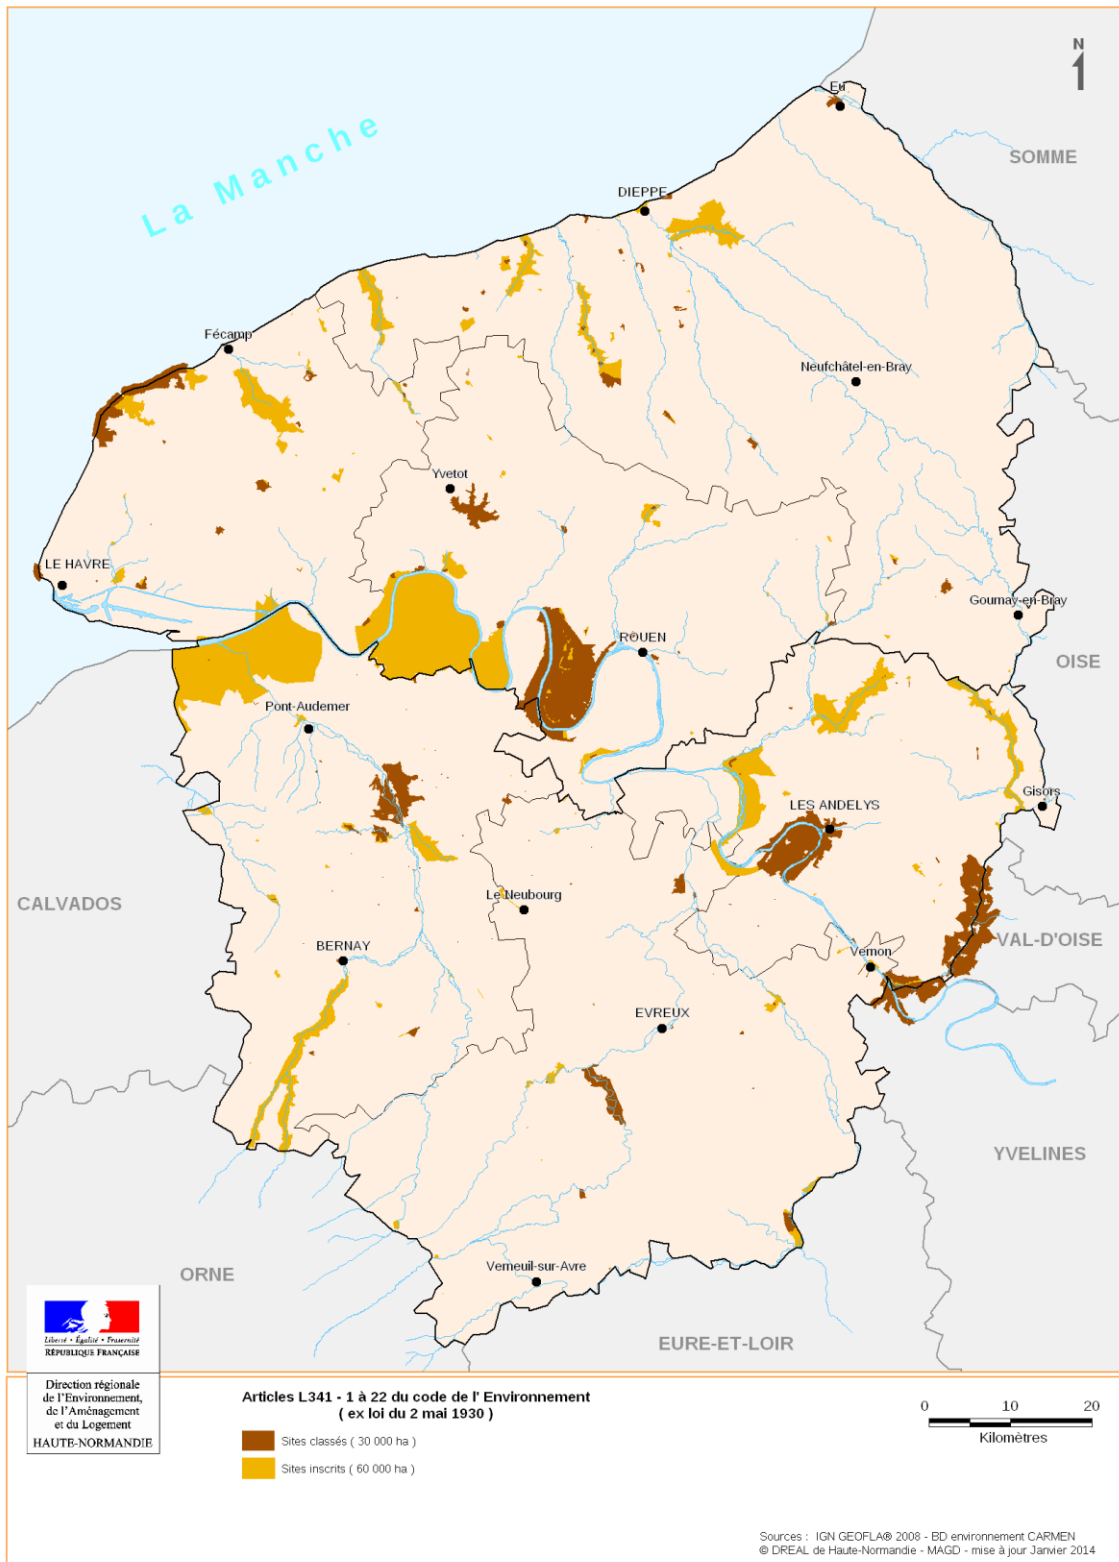 N
Eu
SOMME
La Manche
DIEPPE
Fécamp
Neufchâtel-en-Bray
Yvetot
LE HAVRE
Gournay-en-Bray
ROUEN
OISE
Pont-Audemer
Gisors
LES ANDELYS
Le Neubourg
CALVADOS
VAL-D'OISE
BERNAY
Vernon
EVREUX
YVELINES
ORNE
Verneuil-sur-Avre
EURE-ET-LOIR
Liberté • Égalité • Fraternité
RÉPUBLIQUE FRANÇAISE
Direction régionale
de l'Environnement,
de l'Aménagement
et du Logement
HAUTE-NORMANDIE
Articles L341 - 1 à 22 du code de l' Environnement
( ex loi du 2 mai 1930 )
Sites classés ( 30 000 ha )
Sites inscrits ( 60 000 ha )
0 10 20
Kilomètres
Sources : IGN GEOFLA® 2008 - BD environnement CARMEN
© DREAL de Haute-Normandie - MAGD - mise à jour Janvier 2014